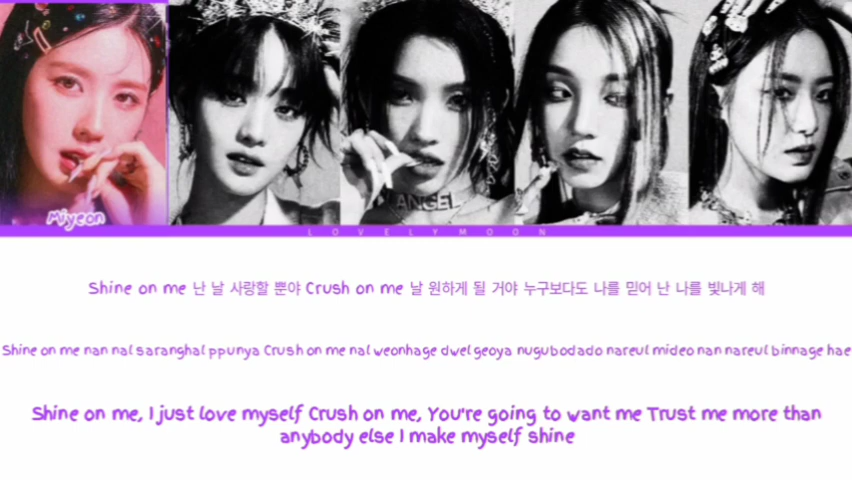 ANGEL
Miyeon
LOVELYMOON
Shine on me 난 날 사랑할 뿐야 Crush on me 날 원하게 될 거야 누구보다도 나를 믿어 난 나를 빛나게 해
Shine on me nan nal saranghal ppunya Crush on me nal weonhage dwel geoya nugubodado nareul mideo nan nareul binnage hae
Shine on me, I just love myself Crush on me, You're going to want me Trust me more than
anybody else I make myself shine